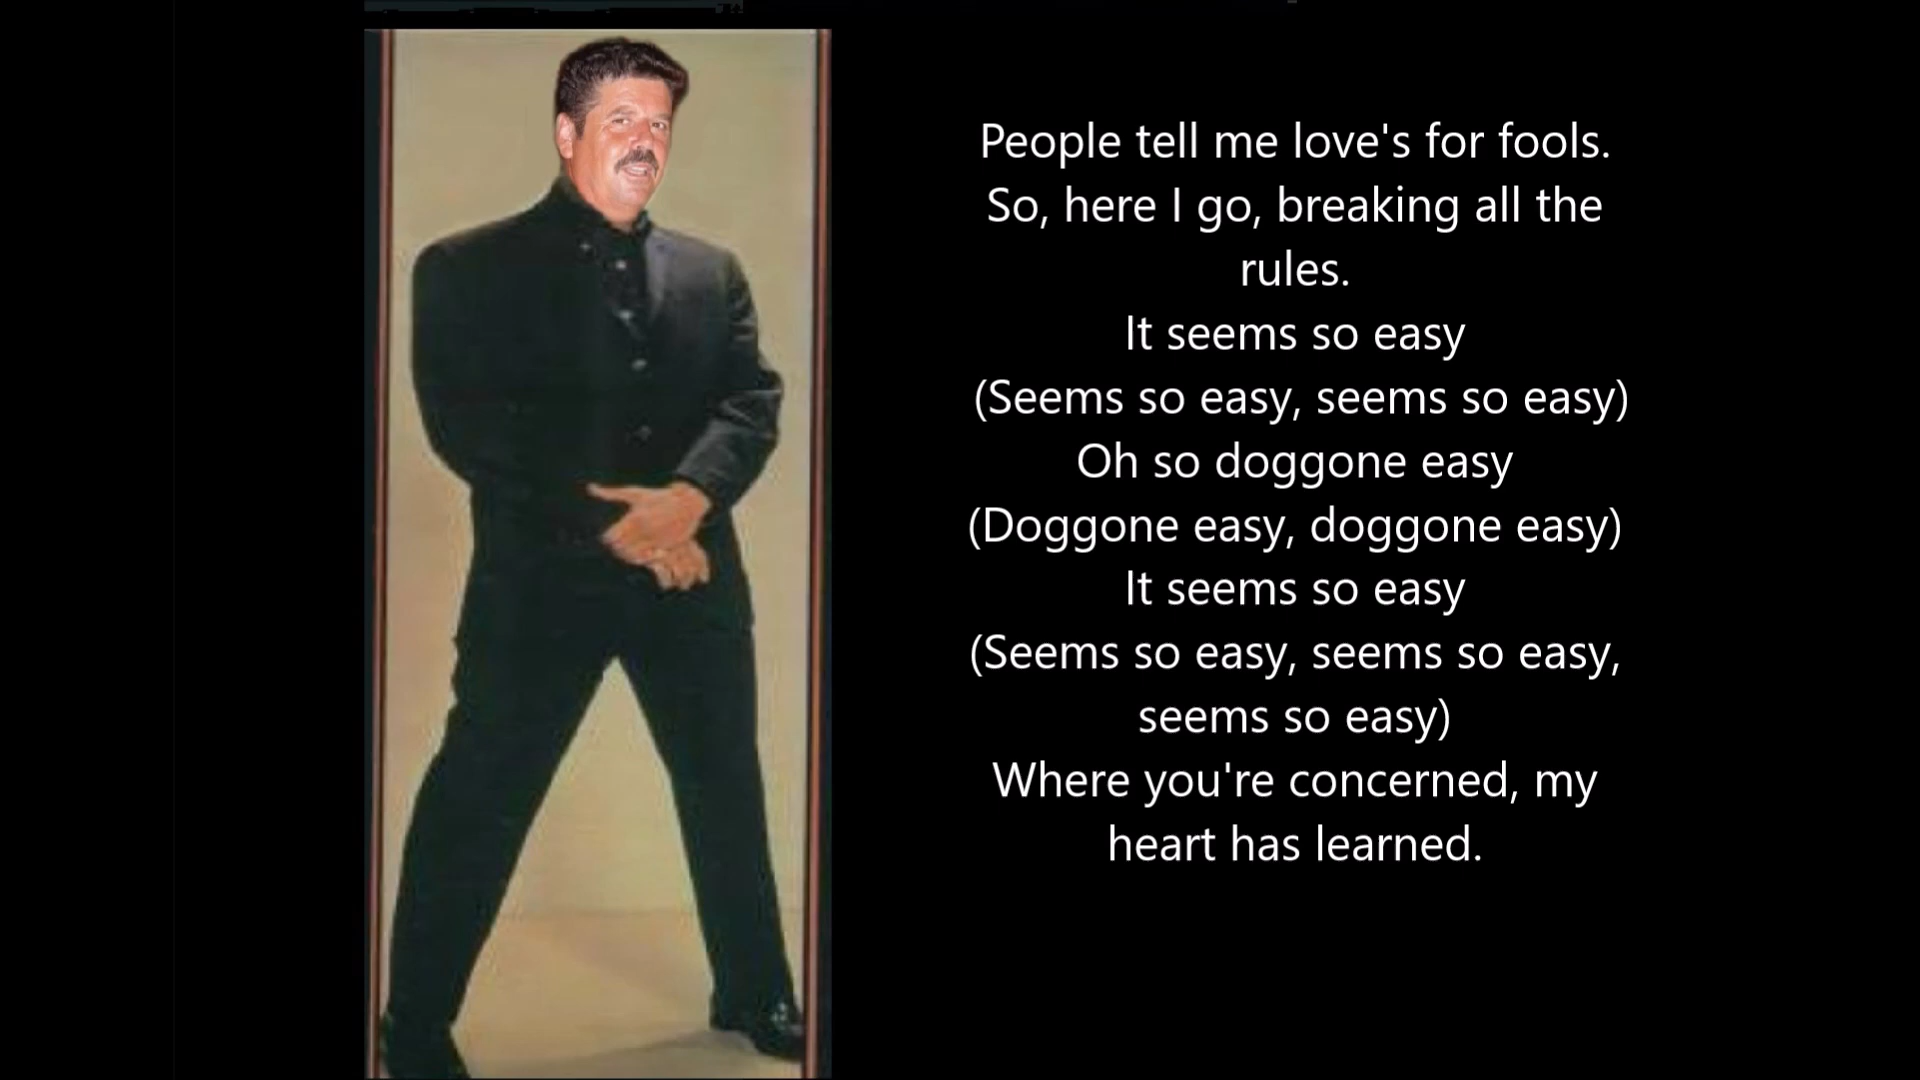 People tell me love's for fools.
So, here I go, breaking all the
rules.
It seems so easy
(Seems so easy, seems so easy)
Oh so doggone easy
(Doggone easy, doggone easy)
It seems so easy
(Seems so easy, seems so easy,
seems so easy)
Where you're concerned, my
heart has learned.